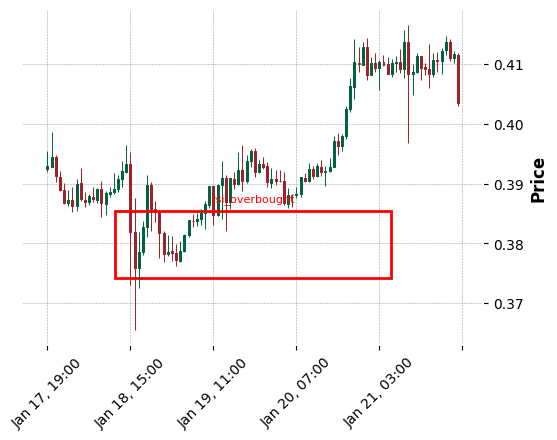 0.41
0.40
0.39
0.38
0.37
Price
Jan 17, 19:00
Jan 18, 15:00
Jan 19, 11:00
Jan 20, 07:00
Jan 21, 03:00